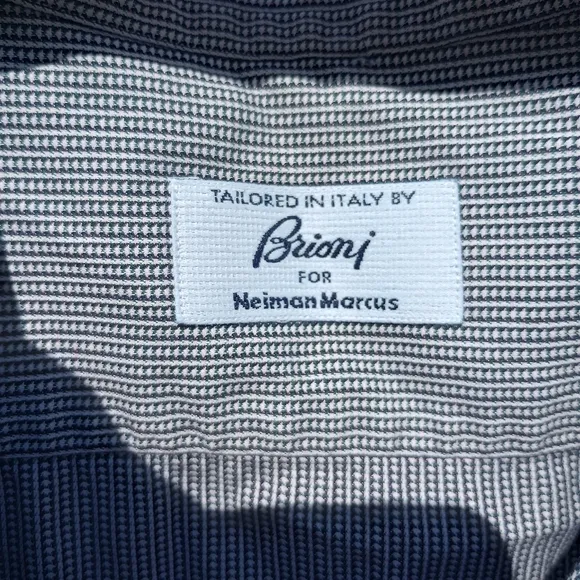 TAILORED IN ITALY BY
Brioni
FOR
Neiman Marcus